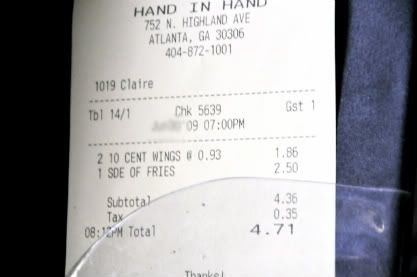 HAND IN HAND
752 N. HIGHLAND AVE
ATLANTA, GA 30306
404-872-1001
1019 Claire
Tbl 14/1 Chk 5639 Gst 1
'09 07:00PM
2 10 CENT WINGS @ 0.93 1.86
1 SDE OF FRIES 2.50
Subtotal 4.36
Tax 0.35
08:12PM Total 4.71
Thanks!